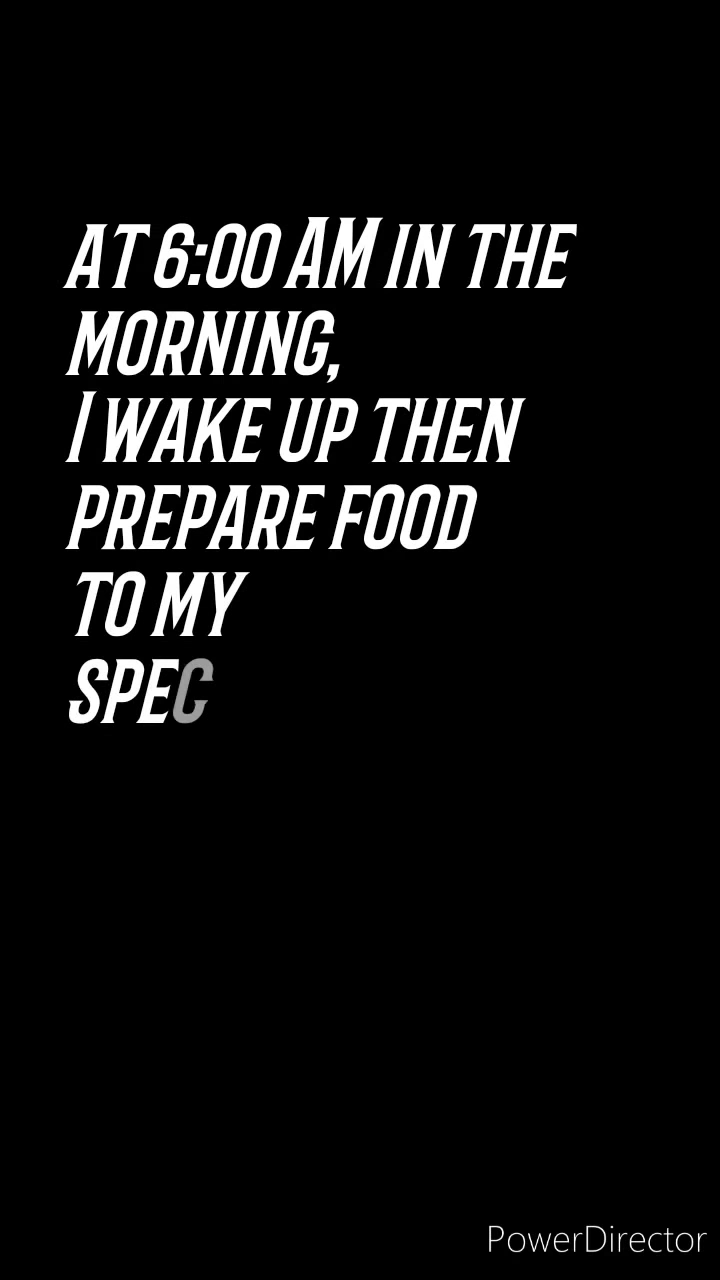 AT 6:00 AM IN THE
MORNING,
I WAKE UP THEN
PREPARE FOOD
TO MY
SPEC
PowerDirector